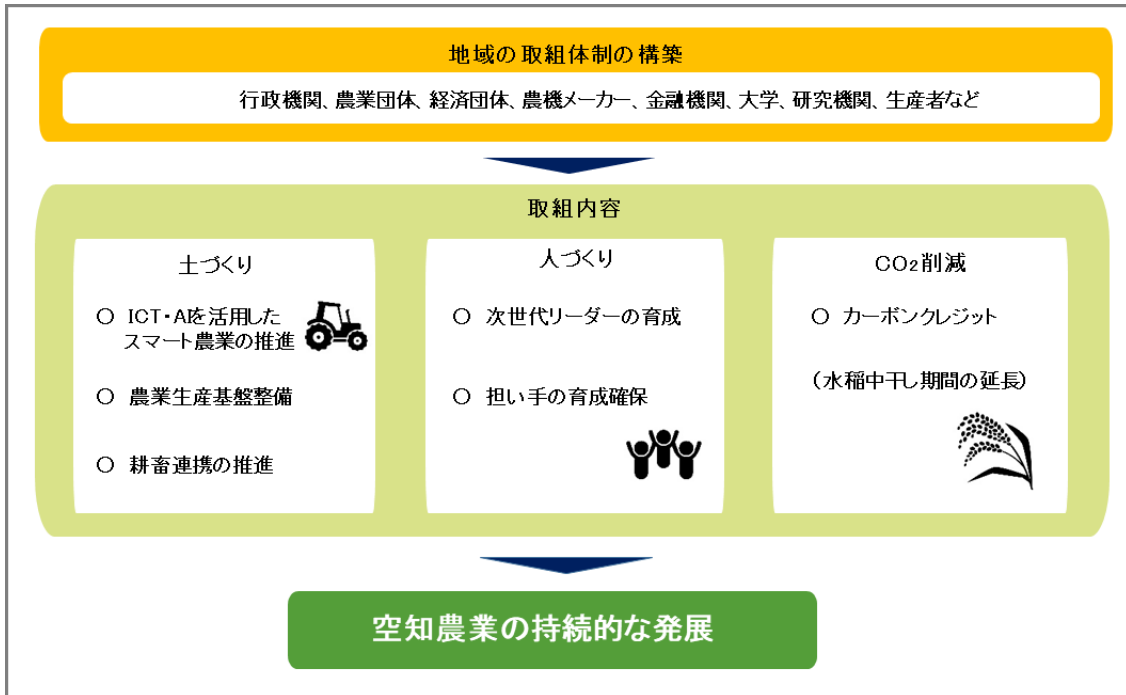 地域の取組体制の構築
行政機関、農業団体、経済団体、農機メーカー、金融機関、大学、研究機関、生産者など
取組内容
土づくり
○ ICT・AIを活用した
スマート農業の推進
○ 農業生産基盤整備
○ 耕畜連携の推進
人づくり
○ 次世代リーダーの育成
○ 担い手の育成確保
CO2削減
○ カーボンクレジット
(水稲中干し期間の延長)
空知農業の持続的な発展